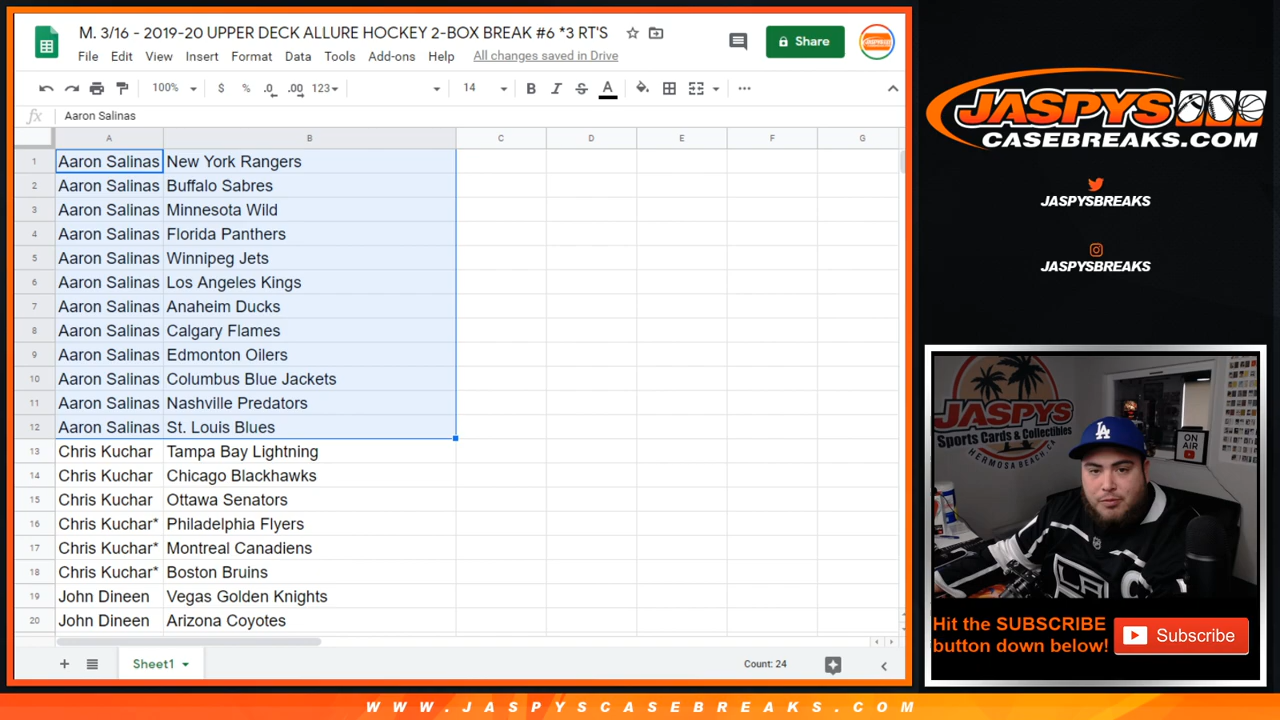 M. 3/16 - 2019-20 UPPER DECK ALLURE HOCKEY 2-BOX BREAK #6 *3 RT'S
File Edit View Insert Format Data Tools Add-ons Help All changes saved in Drive
Share
100% $ % .0 .00 123 14 B I S A
fx Aaron Salinas
A B C D E F G
1 Aaron Salinas New York Rangers
2 Aaron Salinas Buffalo Sabres
3 Aaron Salinas Minnesota Wild
4 Aaron Salinas Florida Panthers
5 Aaron Salinas Winnipeg Jets
6 Aaron Salinas Los Angeles Kings
7 Aaron Salinas Anaheim Ducks
8 Aaron Salinas Calgary Flames
9 Aaron Salinas Edmonton Oilers
10 Aaron Salinas Columbus Blue Jackets
11 Aaron Salinas Nashville Predators
12 Aaron Salinas St. Louis Blues
13 Chris Kuchar Tampa Bay Lightning
14 Chris Kuchar Chicago Blackhawks
15 Chris Kuchar Ottawa Senators
16 Chris Kuchar* Philadelphia Flyers
17 Chris Kuchar* Montreal Canadiens
18 Chris Kuchar* Boston Bruins
19 John Dineen Vegas Golden Knights
20 John Dineen Arizona Coyotes
Sheet1
Count: 24
JASPYS
CASEBREAKS.COM
JASPYSBREAKS
JASPYSBREAKS
JASPYS
Sports Cards & Collectibles
HERMOSA BEACH, CA
ON AIR
LA
LA
C
Hit the SUBSCRIBE
button down below!
Subscribe
WWW.JASPYSCASEBREAKS.COM